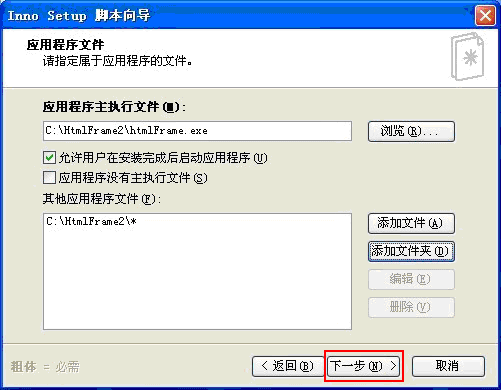 Inno Setup 脚本向导
应用程序文件
请指定属于应用程序的文件。
应用程序主执行文件(M):
C:\HtmlFrame2\htmlFrame.exe
浏览(R)...
允许用户在安装完成后启动应用程序(U)
应用程序没有主执行文件(S)
其他应用程序文件(F):
C:\HtmlFrame2\*
添加文件(A)
添加文件夹(D)
编辑(E)
删除(V)
粗体 = 必需
< 返回(B)
下一步(N) >
取消